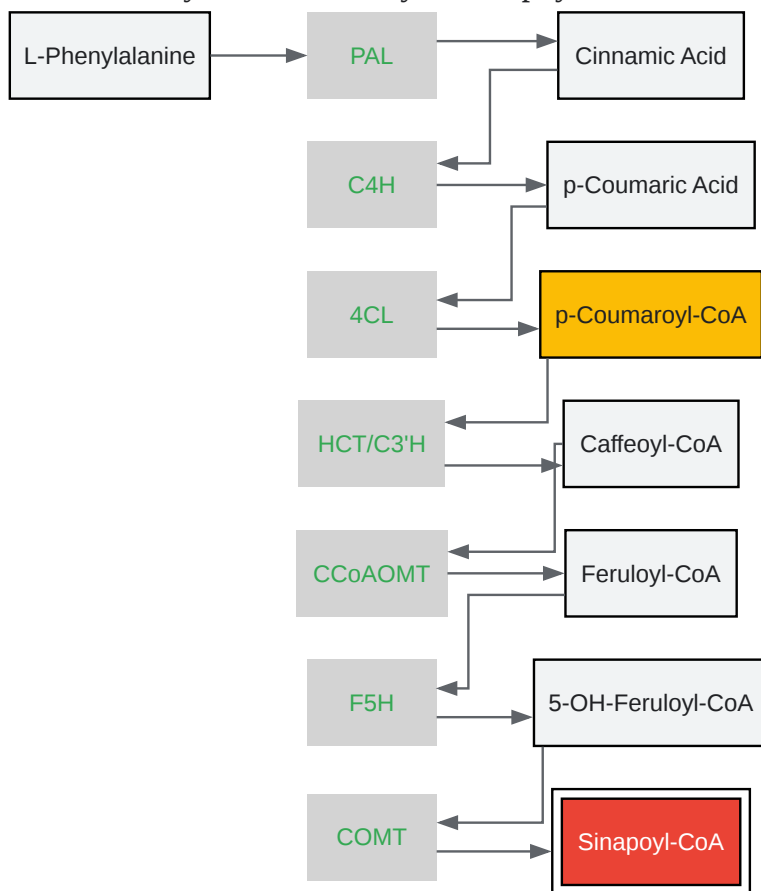 L-Phenylalanine
PAL
Cinnamic Acid
C4H
p-Coumaric Acid
4CL
p-Coumaroyl-CoA
HCT/C3'H
Caffeoyl-CoA
CCoAOMT
Feruloyl-CoA
F5H
5-OH-Feruloyl-CoA
COMT
Sinapoyl-CoA